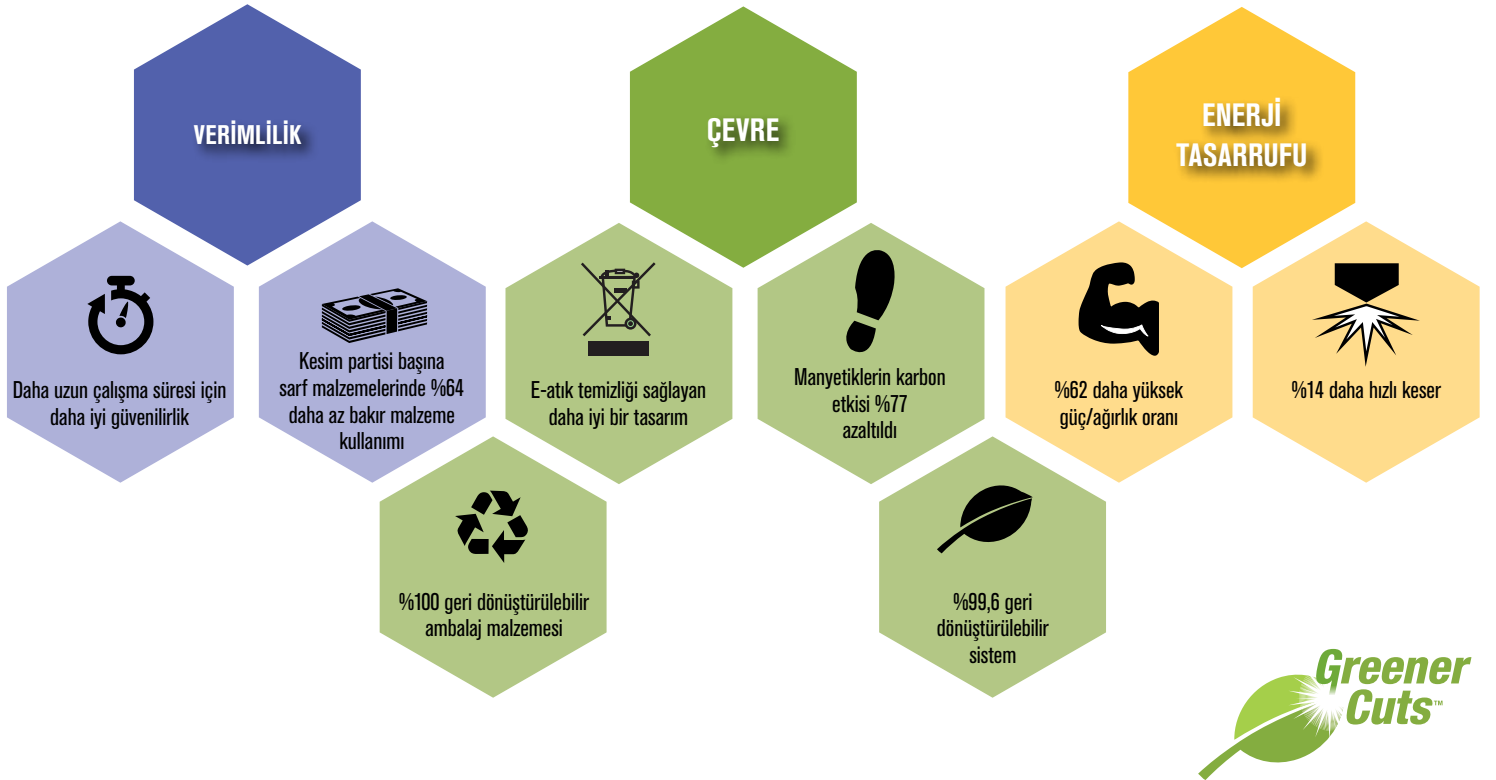 VERİMLİLİK
Daha uzun çalışma süresi için
daha iyi güvenilirlik
Kesim partisi başına
sarf malzemelerinde %64
daha az bakır malzeme
kullanımı
ÇEVRE
E-atık temizliği sağlayan
daha iyi bir tasarım
Manyetiklerin karbon
etkisi %77
azaltıldı
%100 geri dönüştürülebilir
ambalaj malzemesi
%99,6 geri
dönüştürülebilir
sistem
ENERJİ
TASARRUFU
%62 daha yüksek
güç/ağırlık oranı
%14 daha hızlı keser
Greener
Cuts™